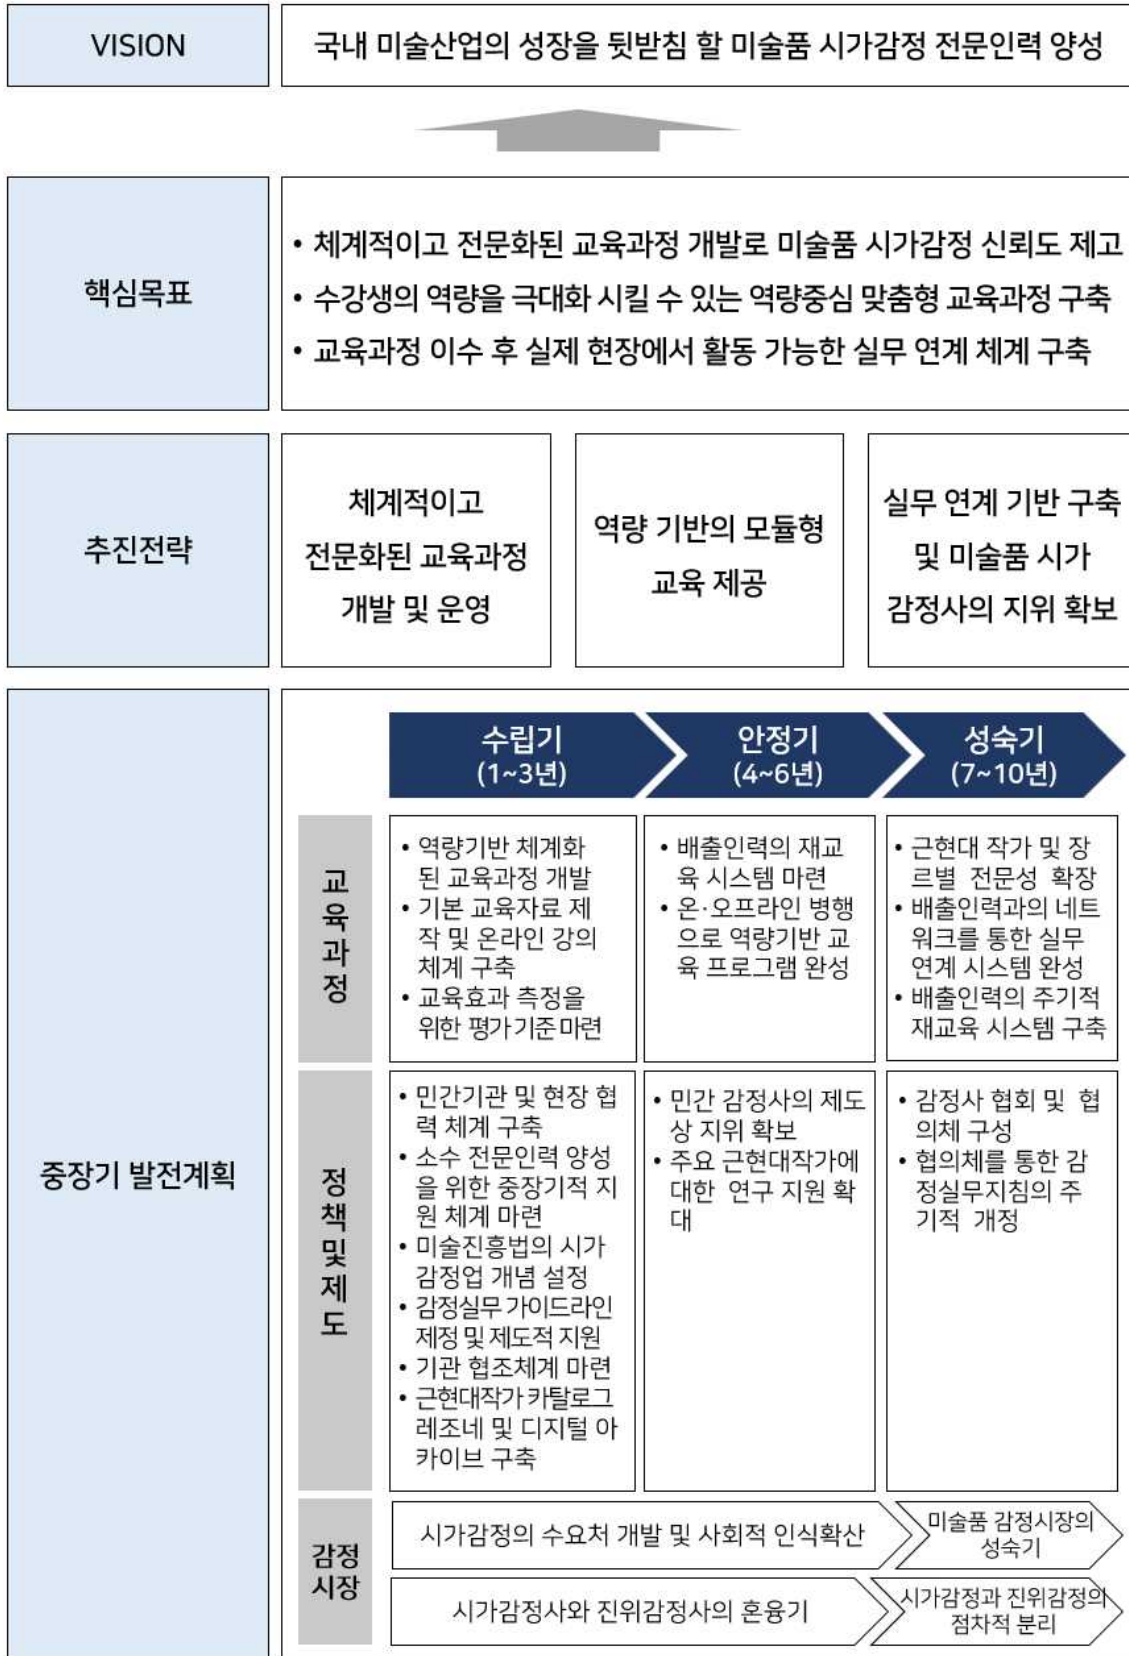 VISION
국내 미술산업의 성장을 뒷받침 할 미술품 시가감정 전문인력 양성
핵심목표
• 체계적이고 전문화된 교육과정 개발로 미술품 시가감정 신뢰도 제고
• 수강생의 역량을 극대화 시킬 수 있는 역량중심 맞춤형 교육과정 구축
• 교육과정 이수 후 실제 현장에서 활동 가능한 실무 연계 체계 구축
추진전략
체계적이고
전문화된 교육과정
개발 및 운영
역량 기반의 모듈형
교육 제공
실무 연계 기반 구축
및 미술품 시가
감정사의 지위 확보
중장기 발전계획
수립기
(1~3년)
안정기
(4~6년)
성숙기
(7~10년)
교육과정
• 역량기반 체계화
된 교육과정 개발
• 기본 교육자료 제
작 및 온라인 강의
체계 구축
• 교육효과 측정을
위한 평가기준마련
• 배출인력의 재교
육 시스템 마련
• 온·오프라인 병행
으로 역량기반 교
육 프로그램 완성
• 근현대 작가 및 장
르별 전문성 확장
• 배출인력과의 네트
워크를 통한 실무
연계 시스템 완성
• 배출인력의 주기적
재교육 시스템 구축
정책및제도
• 민간기관 및 현장 협
력 체계 구축
• 소수 전문인력 양성
을 위한 중장기적 지
원 체계 마련
• 미술진흥법의 시가
감정업 개념 설정
• 감정실무 가이드라인
제정 및 제도적 지원
• 기관 협조체계 마련
• 근현대작가 카탈로그
레조네 및 디지털 아
카이브 구축
• 민간 감정사의 제도
상 지위 확보
• 주요 근현대작가에
대한 연구 지원 확
대
• 감정사 협회 및 협
의체 구성
• 협의체를 통한 감
정실무지침의 주
기적 개정
감정
시장
시가감정의 수요처 개발 및 사회적 인식확산
미술품 감정시장의
성숙기
시가감정사와 진위감정사의 혼융기
시가감정과 진위감정의
점차적 분리